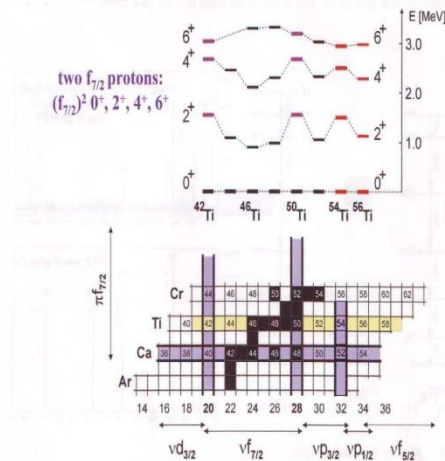 E [MeV]
6⁺ 6⁺ 3.0
4⁺ 4⁺
two f₇/₂ protons:
(f₇/₂)² 0⁺, 2⁺, 4⁺, 6⁺
2.0
2⁺ 2⁺ 1.0
0⁺ 0⁺
⁴²Ti ⁴⁶Ti ⁵⁰Ti ⁵⁴Ti ⁵⁶Ti
πf₇/₂
Cr 44 46 48 50 52 54 56 58 60 62
Ti 40 42 44 46 48 50 52 54 56 58
Ca 36 38 40 42 44 46 48 50 52 54
Ar
14 16 18 20 22 24 26 28 30 32 34 36
νd₃/₂ νf₇/₂ νp₃/₂ νp₁/₂ νf₅/₂